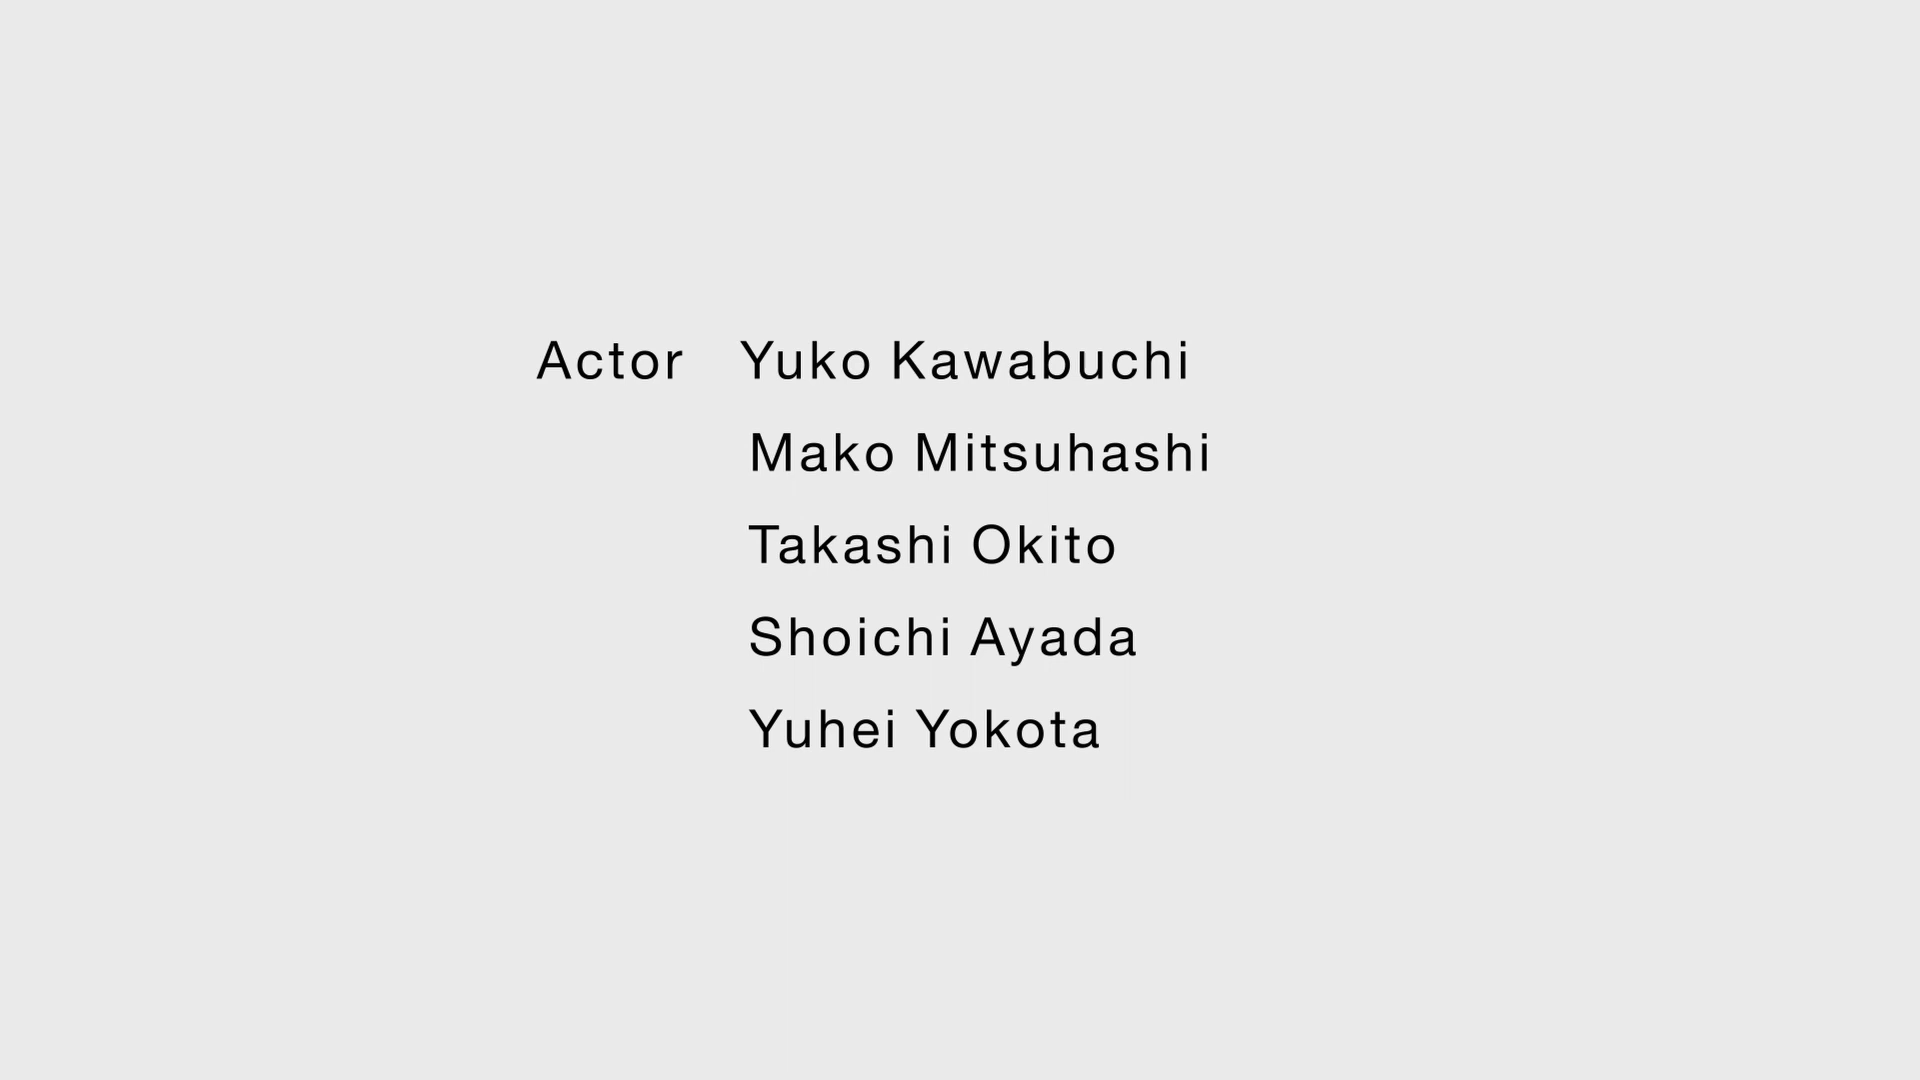 Actor Yuko Kawabuchi
Mako Mitsuhashi
Takashi Okito
Shoichi Ayada
Yuhei Yokota